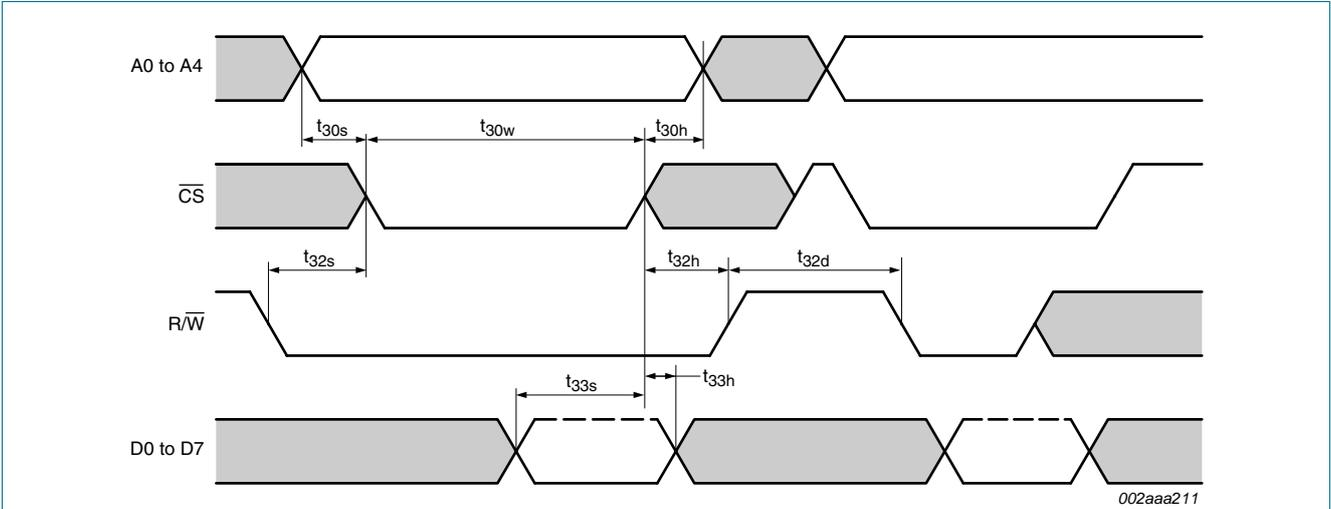 A0 to A4
t30s
t30w
t30h
CS
t32s
t32h
t32d
R/W
t33s
t33h
D0 to D7
002aaa211